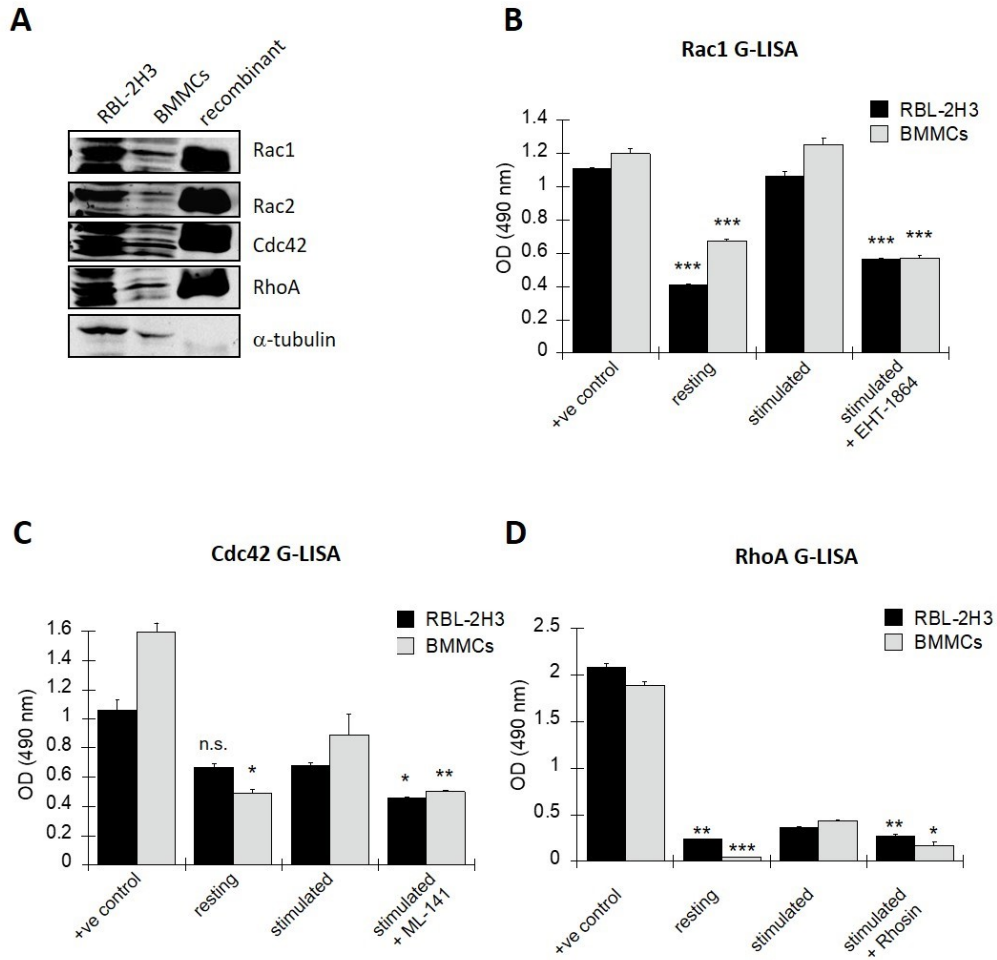 A
RBL-2H3
BMMCs
recombinant
Rac1
Rac2
Cdc42
RhoA
α-tubulin
B
Rac1 G-LISA
RBL-2H3
BMMCs
OD (490 nm)
1.4
1.2
1
0.8
0.6
0.4
0.2
0
***
***
***
***
+ve control
resting
stimulated
stimulated
+ EHT-1864
C
Cdc42 G-LISA
RBL-2H3
BMMCs
OD (490 nm)
1.6
1.4
1.2
1
0.8
0.6
0.4
0.2
0
n.s.
*
*
**
+ve control
resting
stimulated
stimulated
+ ML-141
D
RhoA G-LISA
RBL-2H3
BMMCs
OD (490 nm)
2.5
2
1.5
1
0.5
0
**
***
**
*
+ve control
resting
stimulated
stimulated
+ Rhosin